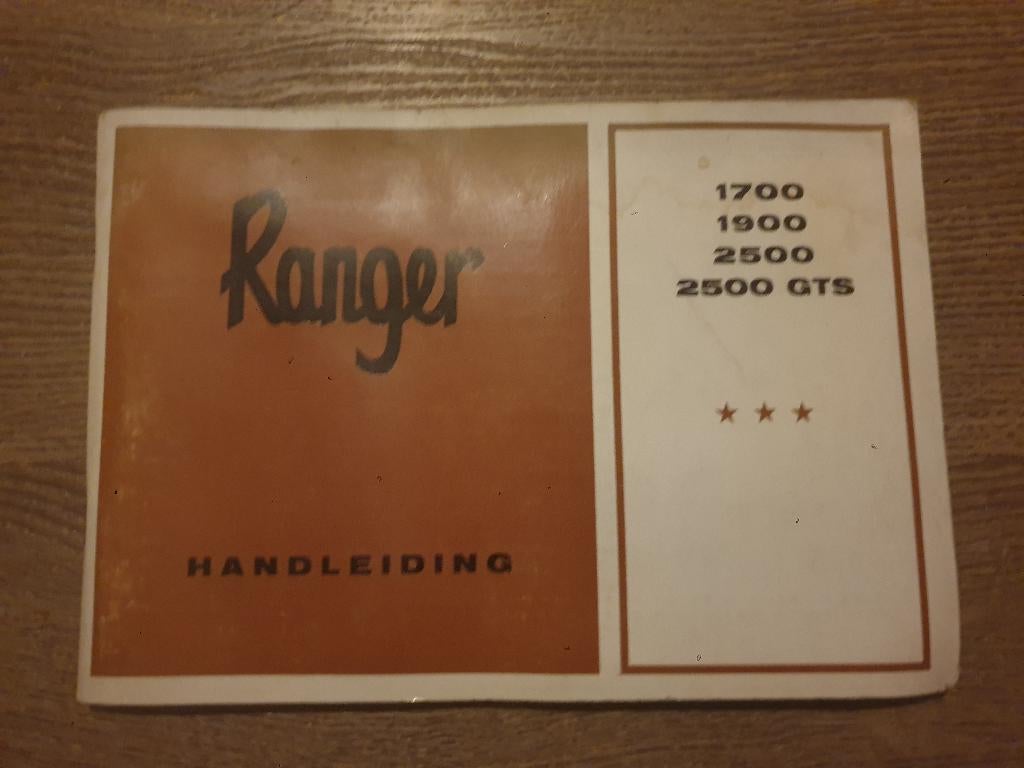 Ranger
HANDLEIDING
1700
1900
2500
2500 GTS